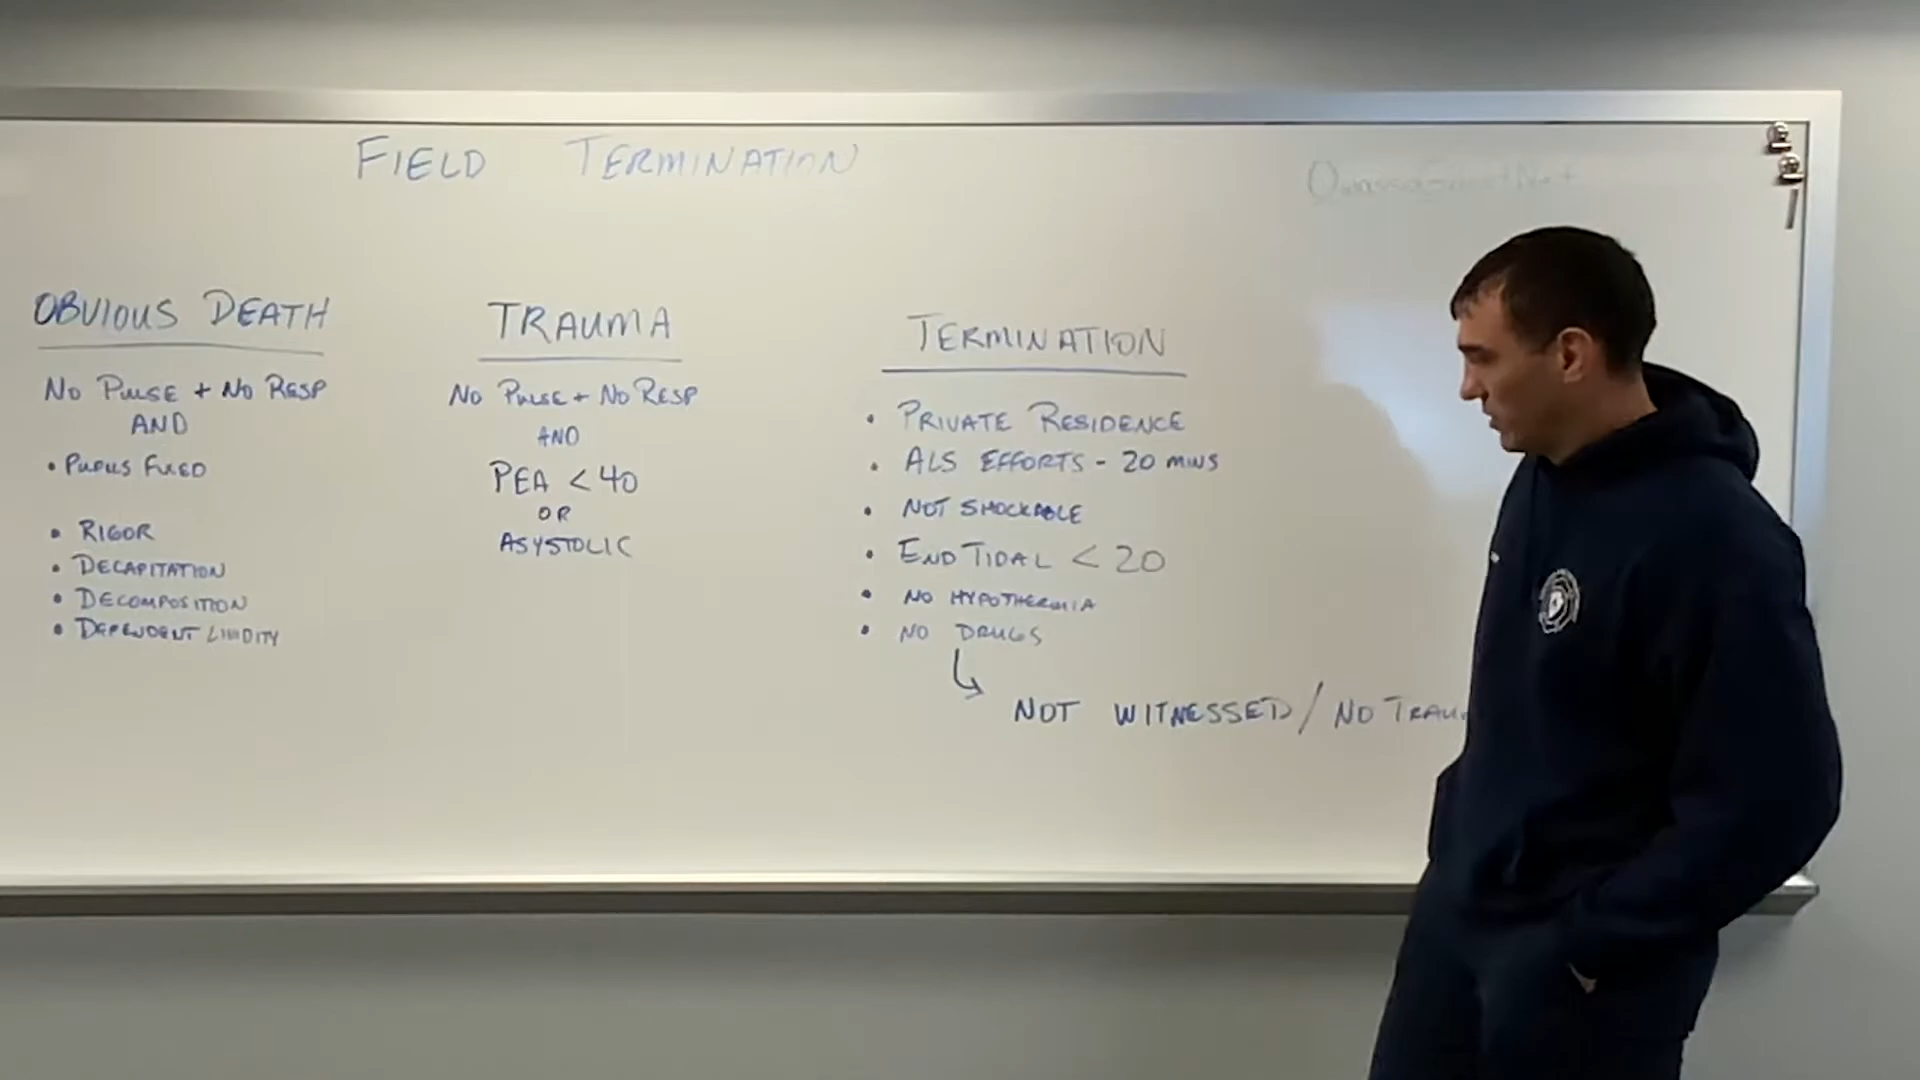 FIELD TERMINATION
OBVIOUS DEATH
NO PULSE + NO RESP
AND
• PUPILS FIXED
• RIGOR
• DECAPITATION
• DECOMPOSITION
• DEPENDENT LIVIDITY
TRAUMA
NO PULSE + NO RESP
AND
PEA < 40
OR
ASYSTOLIC
TERMINATION
• PRIVATE RESIDENCE
• ALS EFFORTS - 20 MINS
• NOT SHOCKABLE
• END TIDAL < 20
• NO HYPOTHERMIA
• NO DRUGS
NOT WITNESSED / NO TRAU